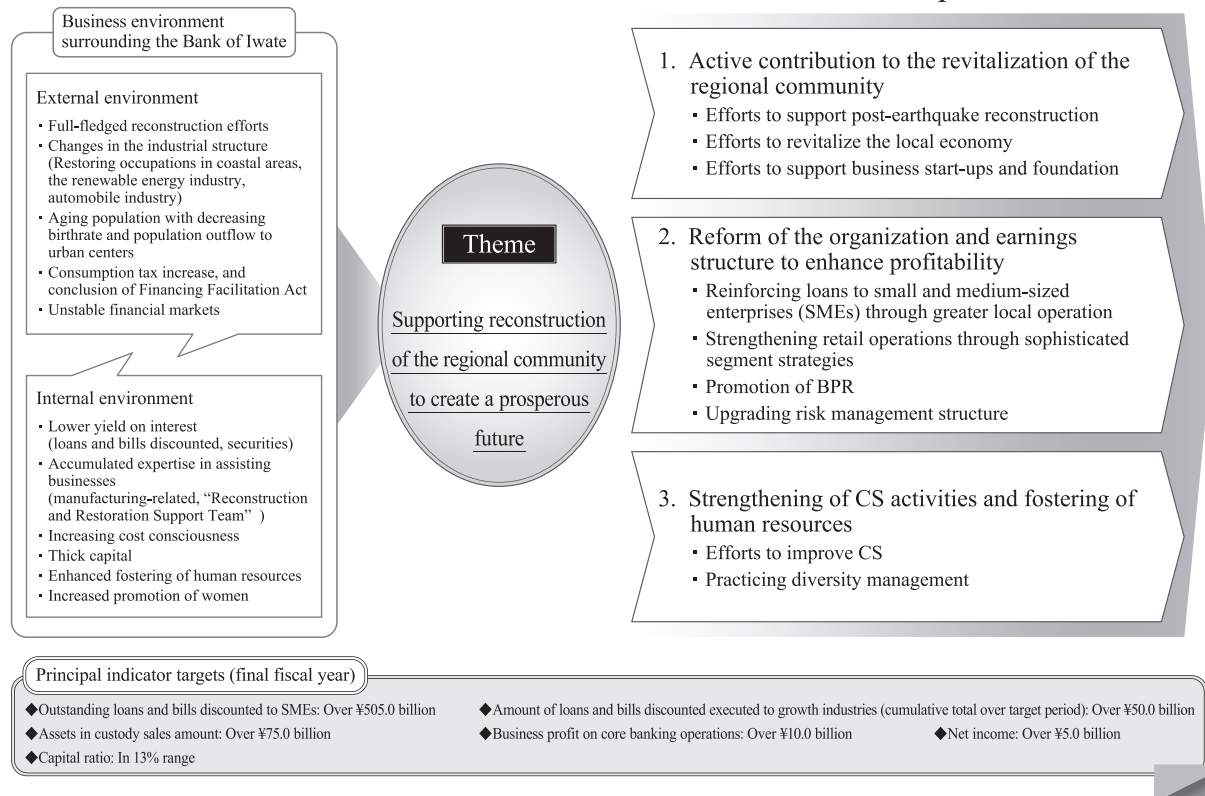 Business environment
surrounding the Bank of Iwate
External environment
・Full-fledged reconstruction efforts
・Changes in the industrial structure
(Restoring occupations in coastal areas,
the renewable energy industry,
automobile industry)
・Aging population with decreasing
birthrate and population outflow to
urban centers
・Consumption tax increase, and
conclusion of Financing Facilitation Act
・Unstable financial markets
Internal environment
・Lower yield on interest
(loans and bills discounted, securities)
・Accumulated expertise in assisting
businesses
(manufacturing-related, “Reconstruction
and Restoration Support Team” )
・Increasing cost consciousness
・Thick capital
・Enhanced fostering of human resources
・Increased promotion of women
Theme
Supporting reconstruction
of the regional community
to create a prosperous
future
1. Active contribution to the revitalization of the
regional community
・Efforts to support post-earthquake reconstruction
・Efforts to revitalize the local economy
・Efforts to support business start-ups and foundation
2. Reform of the organization and earnings
structure to enhance profitability
・Reinforcing loans to small and medium-sized
enterprises (SMEs) through greater local operation
・Strengthening retail operations through sophisticated
segment strategies
・Promotion of BPR
・Upgrading risk management structure
3. Strengthening of CS activities and fostering of
human resources
・Efforts to improve CS
・Practicing diversity management
Principal indicator targets (final fiscal year)
◆Outstanding loans and bills discounted to SMEs: Over ¥505.0 billion
◆Amount of loans and bills discounted executed to growth industries (cumulative total over target period): Over ¥50.0 billion
◆Assets in custody sales amount: Over ¥75.0 billion
◆Business profit on core banking operations: Over ¥10.0 billion
◆Net income: Over ¥5.0 billion
◆Capital ratio: In 13% range